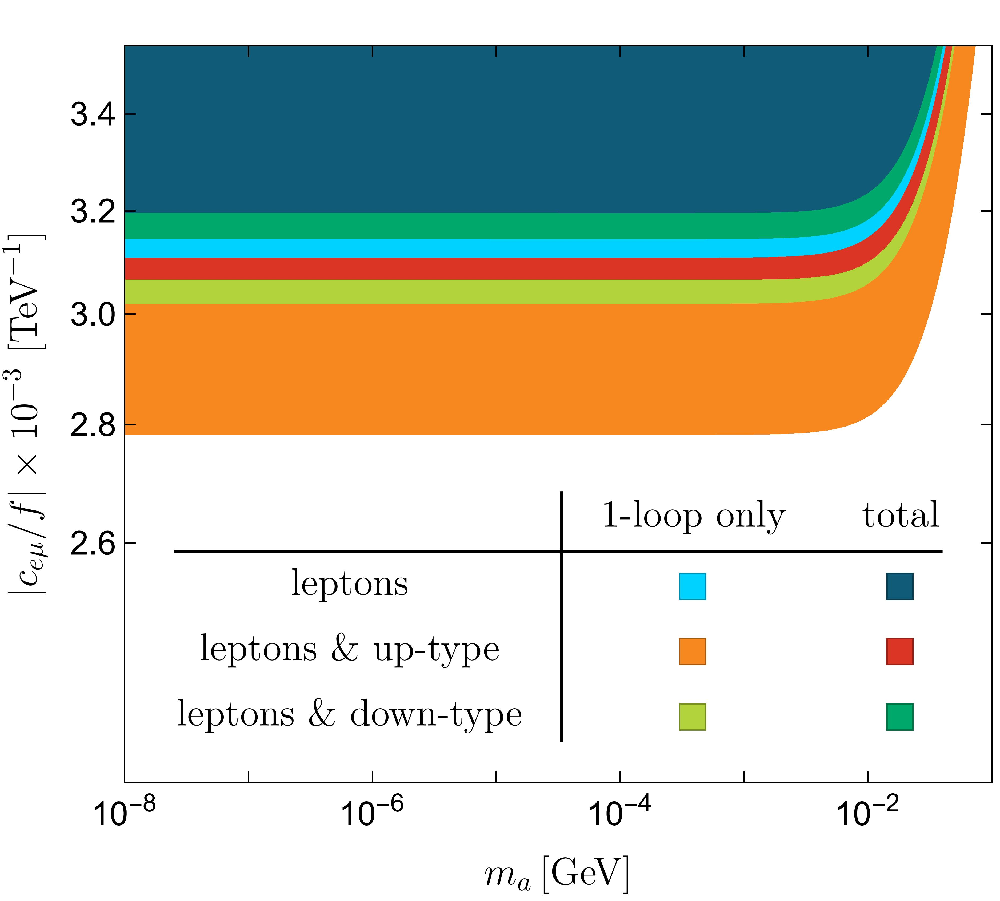 3.4
3.2
3.0
2.8
2.6
|c_{eμ}/f| × 10^{−3} [TeV^{−1}]
1-loop only total
leptons
leptons & up-type
leptons & down-type
10^{−8} 10^{−6} 10^{−4} 10^{−2}
m_a [GeV]